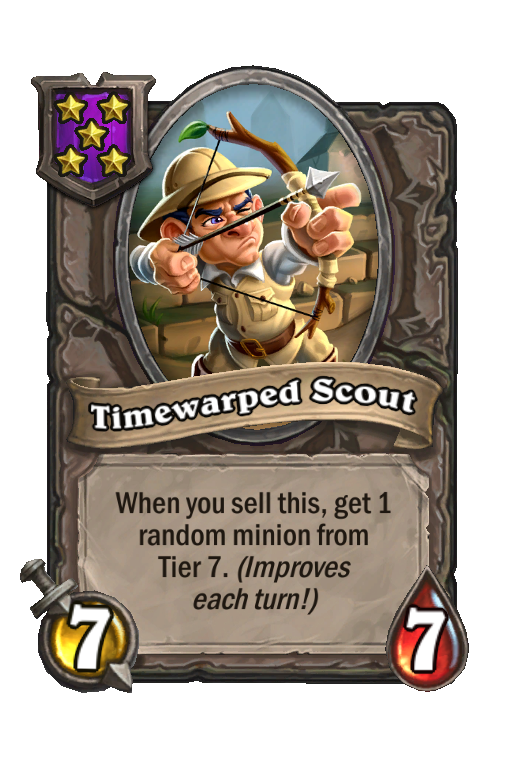 Timewarped Scout
When you sell this, get 1
random minion from
Tier 7. (Improves
each turn!)
7
7